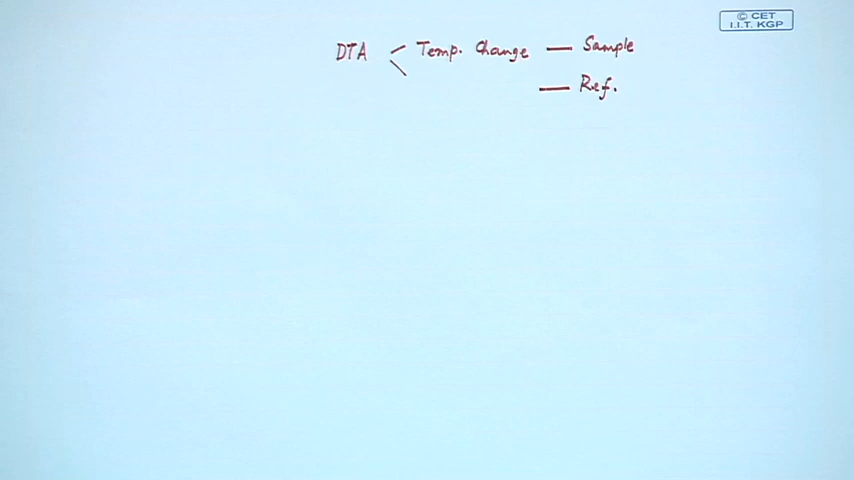 © CET
I.I.T. KGP
DTA < Temp. Change — Sample
— Ref.